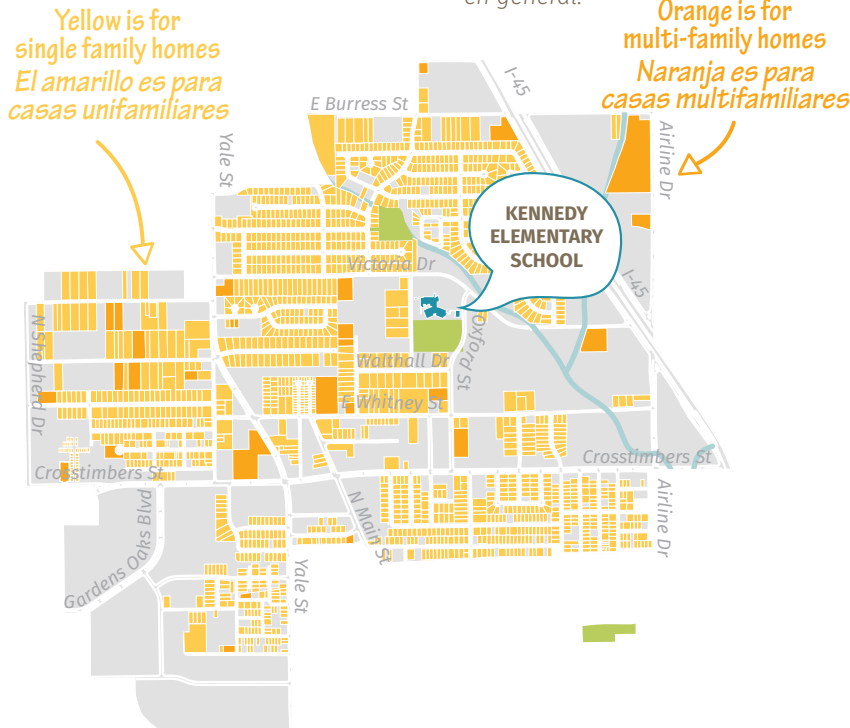 en general.
Yellow is for
single family homes
El amarillo es para
casas unifamiliares
Orange is for
multi-family homes
Naranja es para
casas multifamiliares
I-45
E Burress St
Yale St
Airline Dr
KENNEDY
ELEMENTARY
SCHOOL
Victoria Dr
I-45
N Shepherd Dr
Oxford St
Walthall Dr
E Whitney St
Crosstimbers St
Crosstimbers St
Gardens Oaks Blvd
N Main St
Airline Dr
Yale St